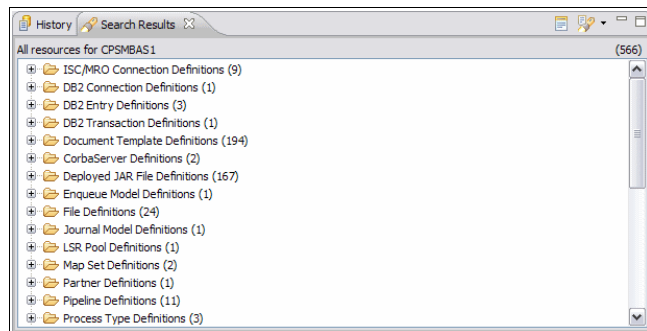 History Search Results
All resources for CPSMBAS1 (566)
ISC/MRO Connection Definitions (9)
DB2 Connection Definitions (1)
DB2 Entry Definitions (3)
DB2 Transaction Definitions (1)
Document Template Definitions (194)
CorbaServer Definitions (2)
Deployed JAR File Definitions (167)
Enqueue Model Definitions (1)
File Definitions (24)
Journal Model Definitions (1)
LSR Pool Definitions (1)
Map Set Definitions (2)
Partner Definitions (1)
Pipeline Definitions (11)
Process Type Definitions (3)